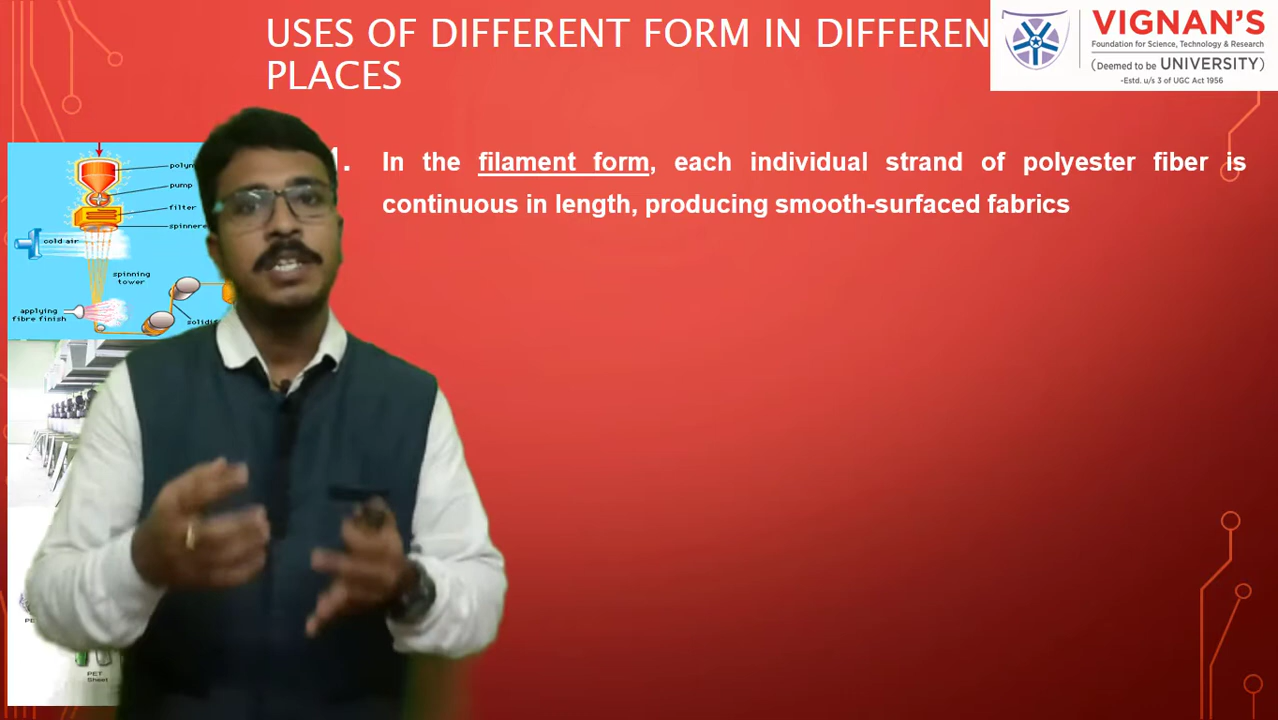 USES OF DIFFERENT FORM IN DIFFEREN
PLACES
VIGNAN'S
Foundation for Science, Technology & Research
(Deemed to be UNIVERSITY)
-Estd. u/s 3 of UGC Act 1956
1. In the filament form, each individual strand of polyester fiber is
continuous in length, producing smooth-surfaced fabrics
pump
filter
cold air
spinning
tower
applying
fibre finish
PET
Sheet